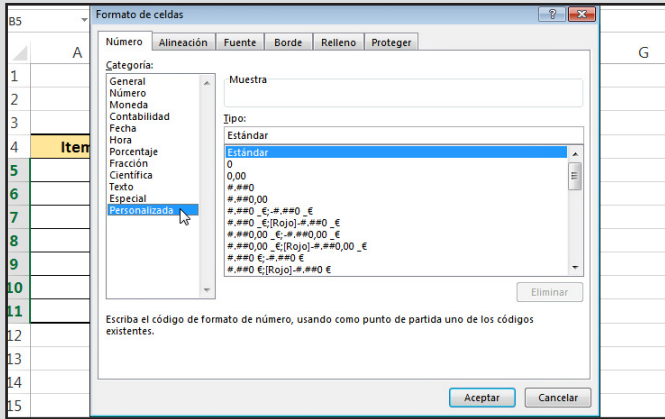 B5
Formato de celdas
Número Alineación Fuente Borde Relleno Proteger
A G
Categoría:
General
Número
Moneda
Contabilidad
Fecha
Hora
Porcentaje
Fracción
Científica
Texto
Especial
Personalizada
Muestra
Tipo:
Estándar
Estándar
0
0,00
#.##0
#.##0,00
#.##0 _€;-#.##0 _€
#.##0 _€;[Rojo]-#.##0 _€
#.##0,00 _€;-#.##0,00 _€
#.##0,00 _€;[Rojo]-#.##0,00 _€
#.##0 €;-#.##0 €
#.##0 €;[Rojo]-#.##0 €
Eliminar
Escriba el código de formato de número, usando como punto de partida uno de los códigos
existentes.
Aceptar Cancelar
1
2
3
4 Item
5
6
7
8
9
10
11
12
13
14
15